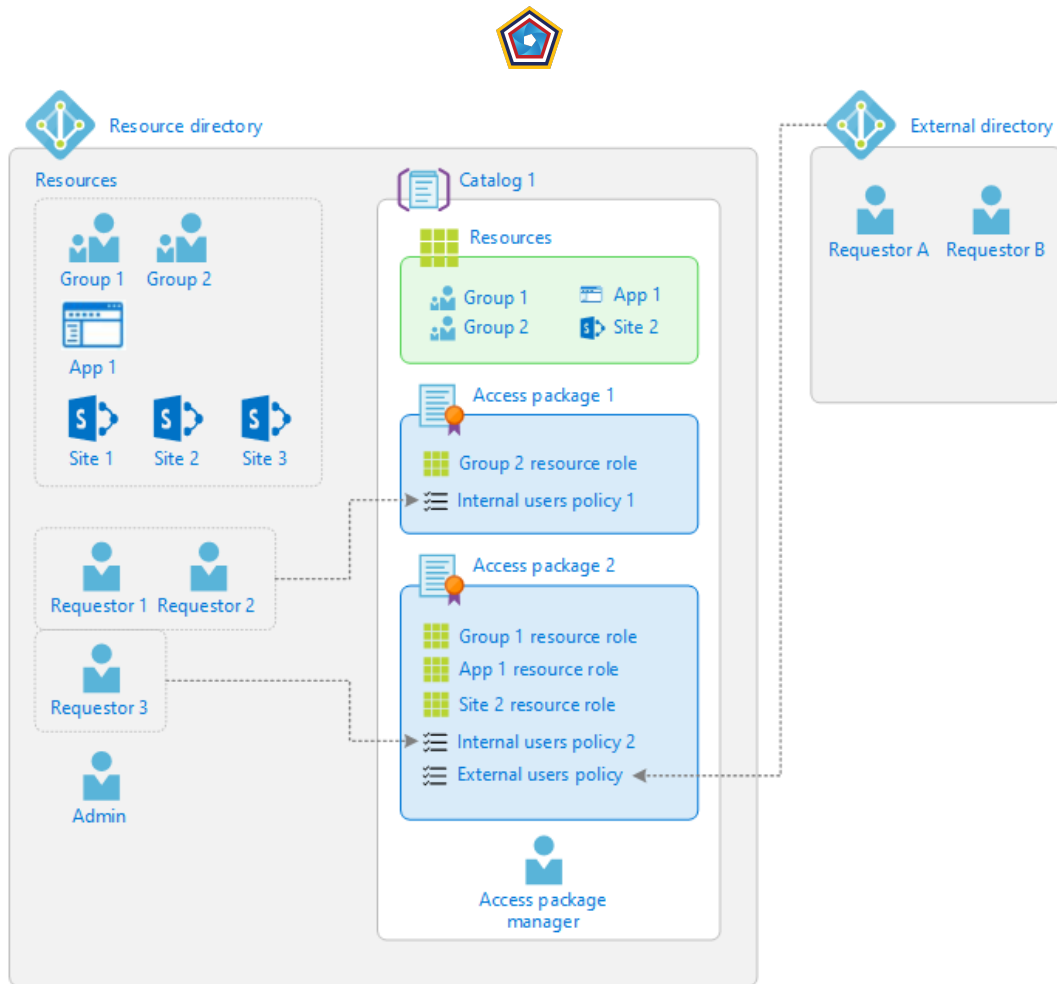 Resource directory
External directory
Resources
Catalog 1
Group 1
Group 2
App 1
Site 1
Site 2
Site 3
Resources
Group 1
App 1
Group 2
Site 2
Access package 1
Group 2 resource role
Internal users policy 1
Requestor 1
Requestor 2
Requestor 3
Admin
Access package 2
Group 1 resource role
App 1 resource role
Site 2 resource role
Internal users policy 2
External users policy
Access package
manager
Requestor A
Requestor B
S
S
S
S